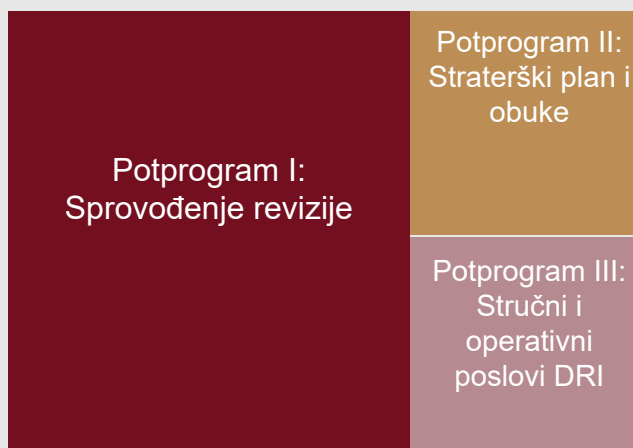 Potprogram I:
Sprovođenje revizije
Potprogram II:
Straterški plan i
obuke
Potprogram III:
Stručni i
operativni
poslovi DRI